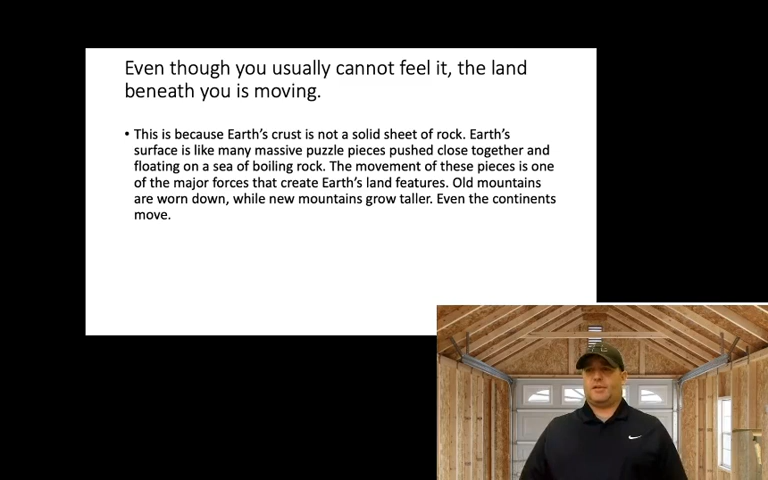 Even though you usually cannot feel it, the land
beneath you is moving.
• This is because Earth's crust is not a solid sheet of rock. Earth's
surface is like many massive puzzle pieces pushed close together and
floating on a sea of boiling rock. The movement of these pieces is one
of the major forces that create Earth's land features. Old mountains
are worn down, while new mountains grow taller. Even the continents
move.